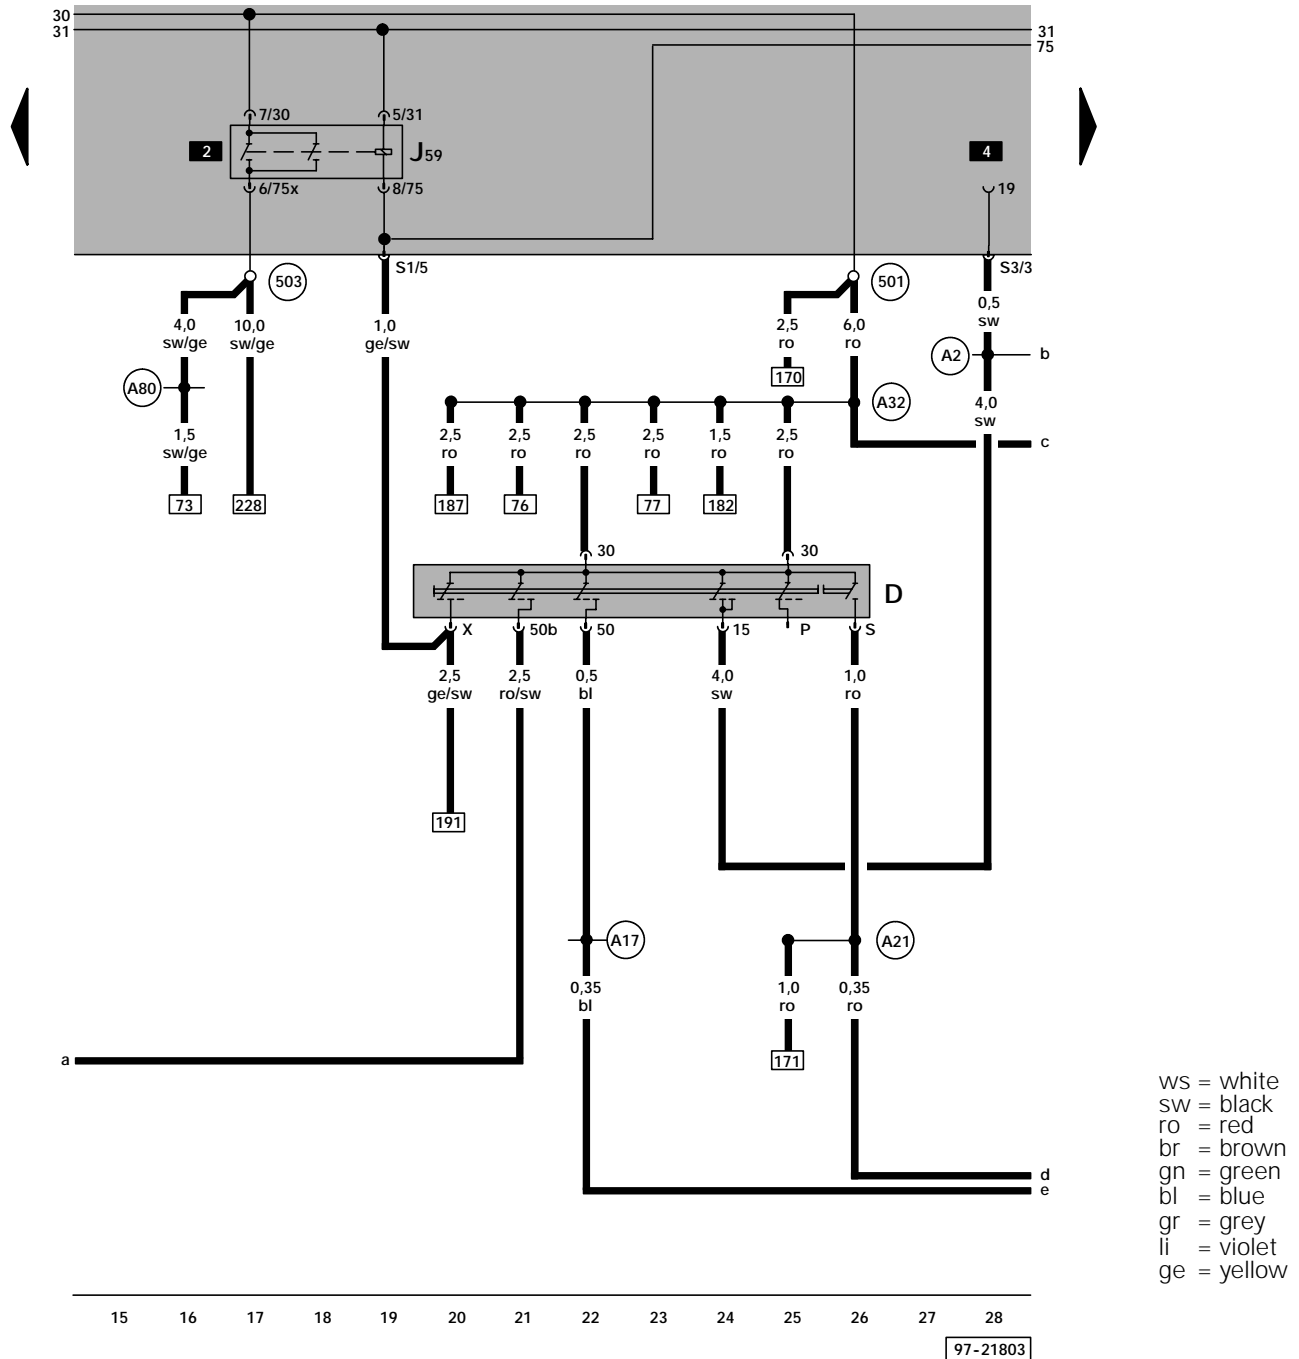 30
31 31
75
7/30 5/31
2 J59 4
6/75x 8/75 19
S1/5 S3/3
503 501
4,0 10,0 1,0 2,5 6,0 0,5
sw/ge sw/ge ge/sw ro ro sw
A2 b
170
A80 A32 4,0
sw
1,5 2,5 2,5 2,5 2,5 1,5 2,5 c
sw/ge ro ro ro ro ro ro
73 228 187 76 77 182
30 30
D
X 50b 50 15 P S
2,5 2,5 0,5 4,0 1,0
ge/sw ro/sw bl sw ro
191
A17 A21
0,35 1,0 0,35
bl ro ro
a 171
d
e
ws = white
sw = black
ro = red
br = brown
gn = green
bl = blue
gr = grey
li = violet
ge = yellow
15 16 17 18 19 20 21 22 23 24 25 26 27 28
97-21803